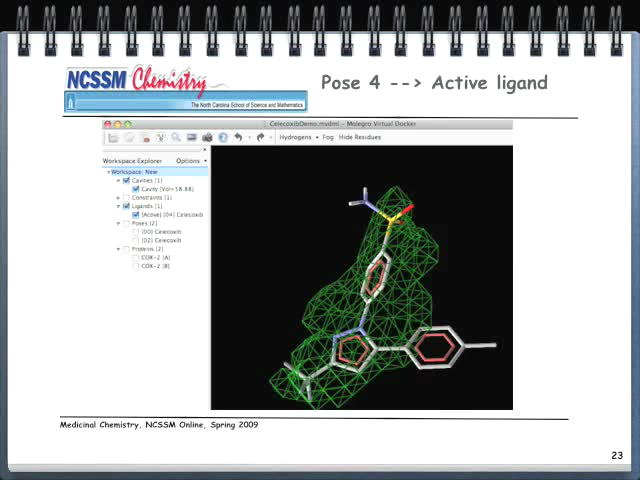 NCSSM Chemistry
The North Carolina School of Science and Mathematics
Pose 4 --> Active ligand
CelecoxibDemo.mvdml - Molegro Virtual Docker
Hydrogens Fog Hide Residues
Workspace Explorer Options
Workspace: New
Cavities [1]
Cavity [Vol=58.88]
Constraints [1]
Ligands [1]
[Active] [04] Celecoxib
Poses [2]
[00] Celecoxib
[02] Celecoxib
Proteins [2]
COX-2 [A]
COX-2 [B]
Medicinal Chemistry, NCSSM Online, Spring 2009
23